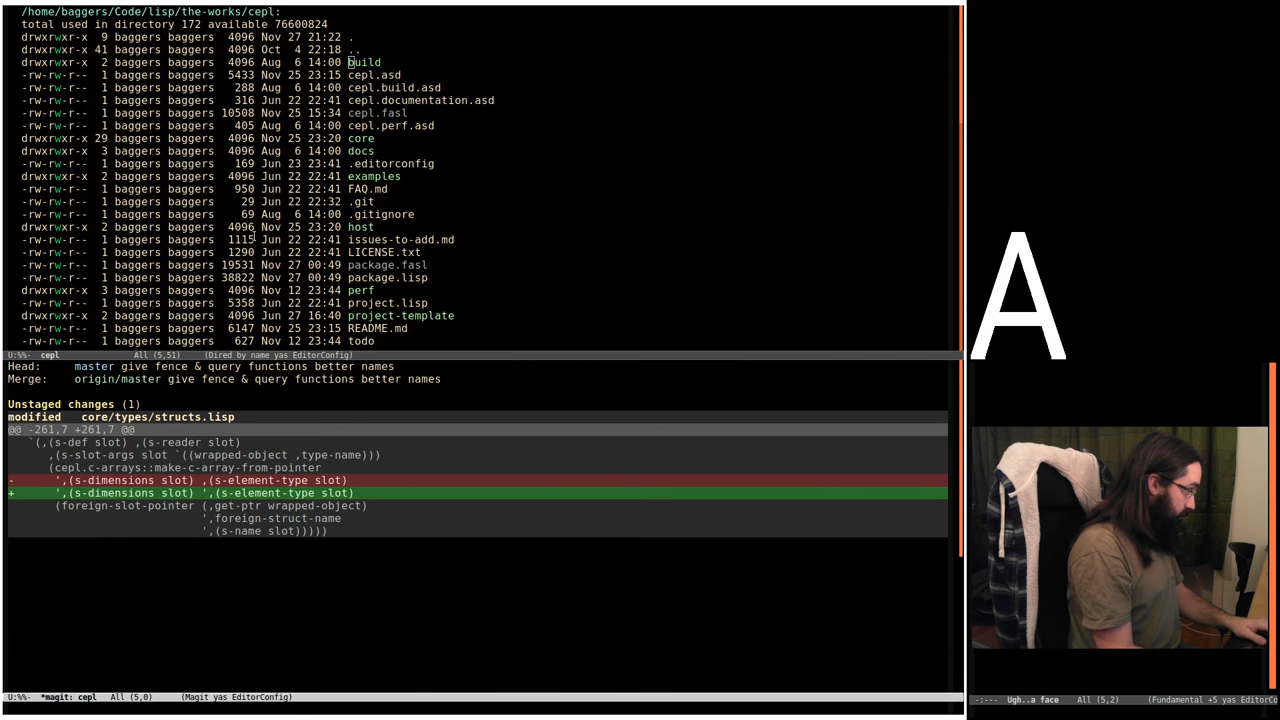 /home/baggers/Code/lisp/the-works/cepl:
total used in directory 172 available 76600824
drwxrwxr-x  9 baggers baggers  4096 Nov 27 21:22 .
drwxrwxr-x 41 baggers baggers  4096 Oct  4 22:18 ..
drwxrwxr-x  2 baggers baggers  4096 Aug  6 14:00 build
-rw-rw-r--  1 baggers baggers  5433 Nov 25 23:15 cepl.asd
-rw-rw-r--  1 baggers baggers   288 Aug  6 14:00 cepl.build.asd
-rw-rw-r--  1 baggers baggers   316 Jun 22 22:41 cepl.documentation.asd
-rw-rw-r--  1 baggers baggers 10508 Nov 25 15:34 cepl.fasl
-rw-rw-r--  1 baggers baggers   405 Aug  6 14:00 cepl.perf.asd
drwxrwxr-x 29 baggers baggers  4096 Nov 25 23:20 core
drwxrwxr-x  3 baggers baggers  4096 Aug  6 14:00 docs
-rw-rw-r--  1 baggers baggers   169 Jun 23 23:41 .editorconfig
drwxrwxr-x  2 baggers baggers  4096 Jun 22 22:41 examples
-rw-rw-r--  1 baggers baggers   950 Jun 22 22:41 FAQ.md
-rw-rw-r--  1 baggers baggers    29 Jun 22 22:32 .git
-rw-rw-r--  1 baggers baggers    69 Aug  6 14:00 .gitignore
drwxrwxr-x  2 baggers baggers  4096 Nov 25 23:20 host
-rw-rw-r--  1 baggers baggers  1115 Jun 22 22:41 issues-to-add.md
-rw-rw-r--  1 baggers baggers  1290 Jun 22 22:41 LICENSE.txt
-rw-rw-r--  1 baggers baggers 19531 Nov 27 00:49 package.fasl
-rw-rw-r--  1 baggers baggers 38822 Nov 27 00:49 package.lisp
drwxrwxr-x  3 baggers baggers  4096 Nov 12 23:44 perf
-rw-rw-r--  1 baggers baggers  5358 Jun 22 22:41 project.lisp
drwxrwxr-x  2 baggers baggers  4096 Jun 27 16:40 project-template
-rw-rw-r--  1 baggers baggers  6147 Nov 25 23:15 README.md
-rw-rw-r--  1 baggers baggers   627 Nov 12 23:44 todo
U:%%-  cepl                All (5,51)     (Dired by name yas EditorConfig)
Head:     master give fence & query functions better names
Merge:    origin/master give fence & query functions better names
Unstaged changes (1)
modified   core/types/structs.lisp
@@ -261,7 +261,7 @@
`(,(s-def slot) ,(s-reader slot)
,(s-slot-args slot `((wrapped-object ,type-name)))
(cepl.c-arrays::make-c-array-from-pointer
-      ',(s-dimensions slot) ,(s-element-type slot)
+      ',(s-dimensions slot) ',(s-element-type slot)
(foreign-slot-pointer (,get-ptr wrapped-object)
',foreign-struct-name
',(s-name slot)))))
U:%%-  *magit: cepl   All (5,0)      (Magit yas EditorConfig)
A
-:---  Ugh..a face    All (5,2)      (Fundamental +5 yas EditorCo